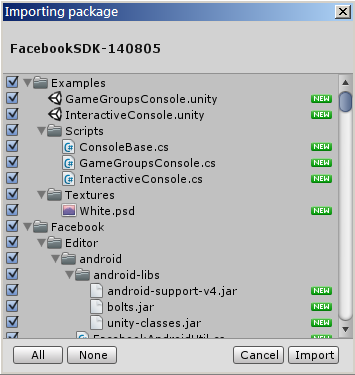 Importing package
FacebookSDK-140805
Examples
GameGroupsConsole.unity NEW
InteractiveConsole.unity NEW
Scripts
ConsoleBase.cs NEW
GameGroupsConsole.cs NEW
InteractiveConsole.cs NEW
Textures
White.psd NEW
Facebook
Editor
android
android-libs
android-support-v4.jar NEW
bolts.jar NEW
unity-classes.jar NEW
FacebookAndroidUtil.cs
All None Cancel Import